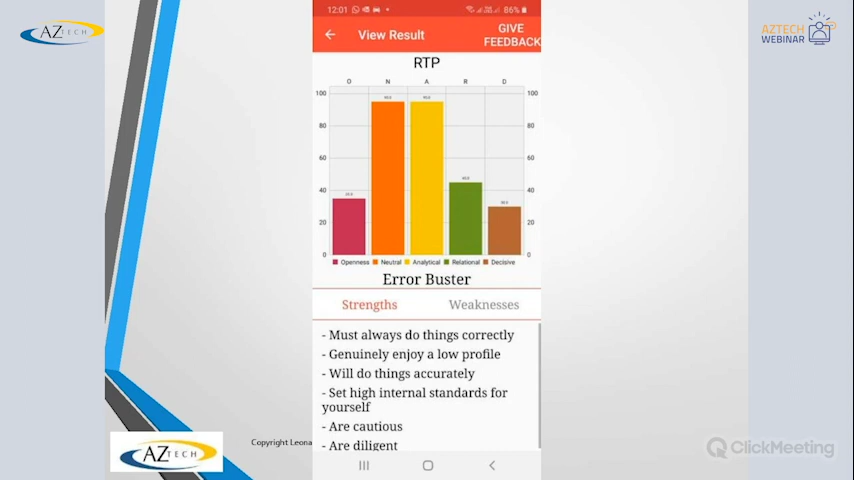 AZTECH
12:01
86%
View Result
GIVE
FEEDBACK
AZTECH
WEBINAR
RTP
O N A R D
100 100
80 80
60 60
40 40
20 20
0 0
Openness Neutral Analytical Relational Decisive
Error Buster
Strengths Weaknesses
- Must always do things correctly
- Genuinely enjoy a low profile
- Will do things accurately
- Set high internal standards for
yourself
- Are cautious
- Are diligent
AZTECH
Copyright Leona
ClickMeeting